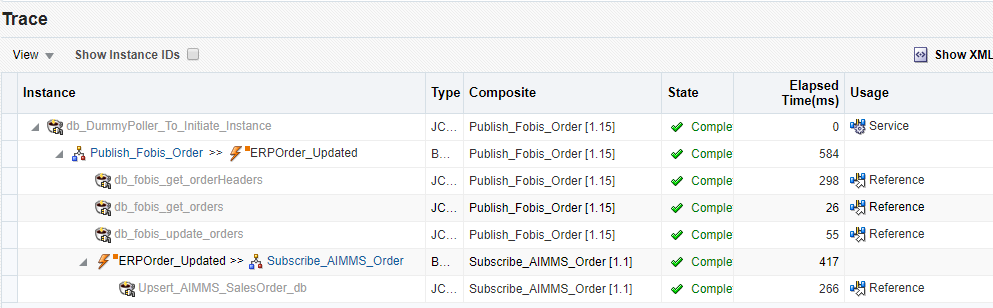 Trace
View Show Instance IDs Show XML
Instance Type Composite State Elapsed Time(ms) Usage
db_DummyPoller_To_Initiate_Instance JC... Publish_Fobis_Order [1.15] Comple 0 Service
Publish_Fobis_Order >> ERPOrder_Updated B... Publish_Fobis_Order [1.15] Comple 584
db_fobis_get_orderHeaders JC... Publish_Fobis_Order [1.15] Comple 298 Reference
db_fobis_get_orders JC... Publish_Fobis_Order [1.15] Comple 26 Reference
db_fobis_update_orders JC... Publish_Fobis_Order [1.15] Comple 55 Reference
ERPOrder_Updated >> Subscribe_AIMMS_Order B... Subscribe_AIMMS_Order [1.1] Comple 417
Upsert_AIMMS_SalesOrder_db JC... Subscribe_AIMMS_Order [1.1] Comple 266 Reference